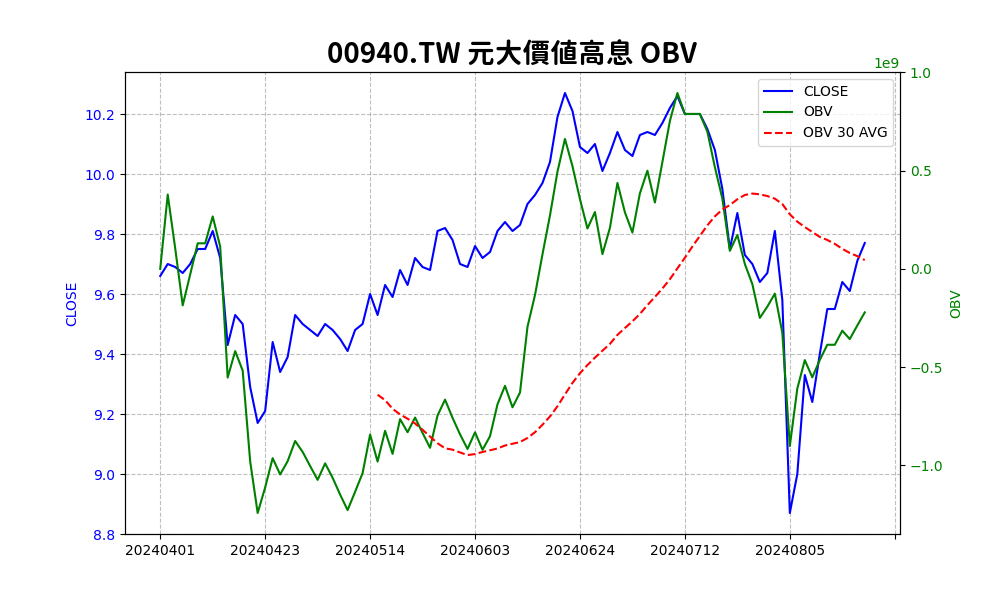 00940.TW 元大價值高息 OBV
1e9
CLOSE
OBV
OBV 30 AVG
CLOSE
10.2
10.0
9.8
9.6
9.4
9.2
9.0
8.8
1.0
0.5
0.0
−0.5
−1.0
OBV
20240401 20240423 20240514 20240603 20240624 20240712 20240805